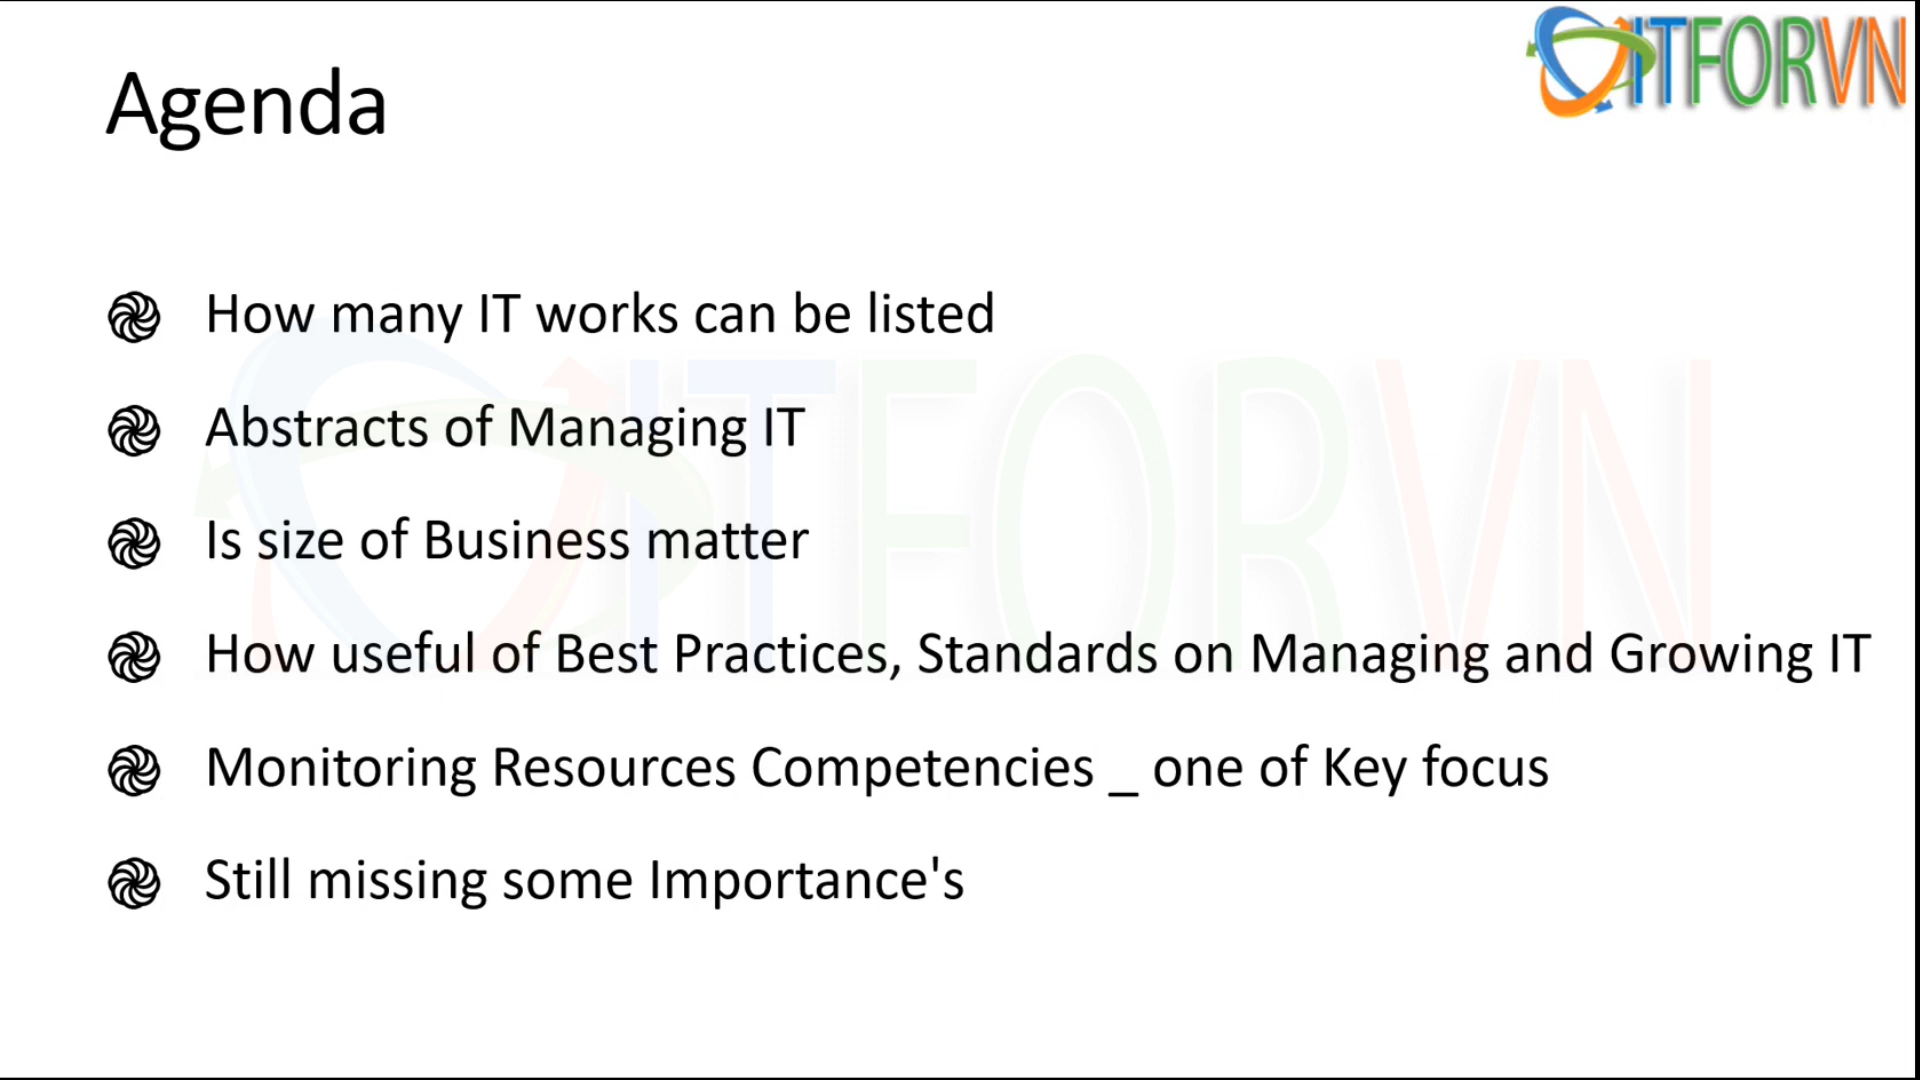 ITFORVN
Agenda
How many IT works can be listed
Abstracts of Managing IT
Is size of Business matter
How useful of Best Practices, Standards on Managing and Growing IT
Monitoring Resources Competencies _ one of Key focus
Still missing some Importance's
ITFORVN